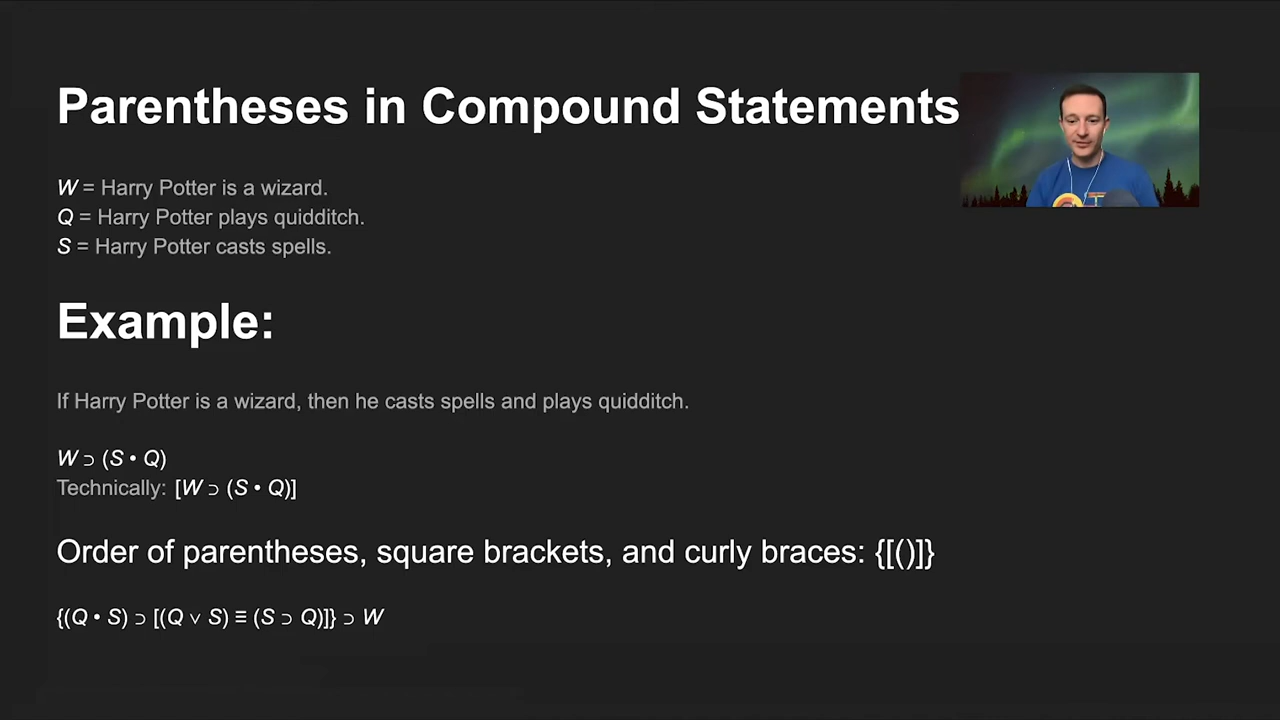 Parentheses in Compound Statements
W = Harry Potter is a wizard.
Q = Harry Potter plays quidditch.
S = Harry Potter casts spells.
Example:
If Harry Potter is a wizard, then he casts spells and plays quidditch.
W ⊃ (S • Q)
Technically: [W ⊃ (S • Q)]
Order of parentheses, square brackets, and curly braces: {[()]}
{(Q • S) ⊃ [(Q ∨ S) ≡ (S ⊃ Q)]} ⊃ W